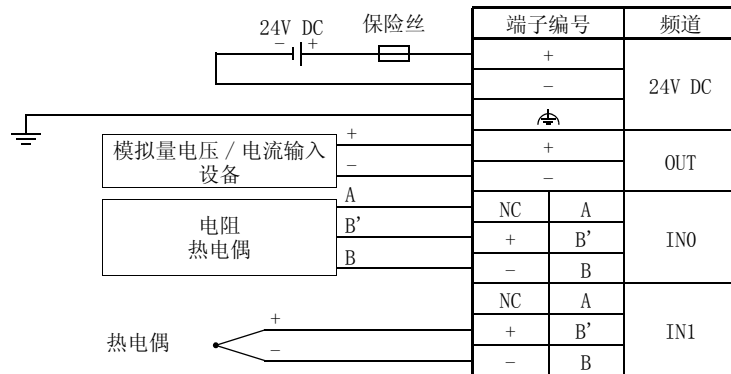 24V DC
保险丝
端子编号
频道
− +
+
−
24V DC
模拟量电压 / 电流输入
设备
+
−
+
−
OUT
电阻
热电偶
A
B’
B
NC A
+ B’
− B
IN0
热电偶
+
−
NC A
+ B’
− B
IN1